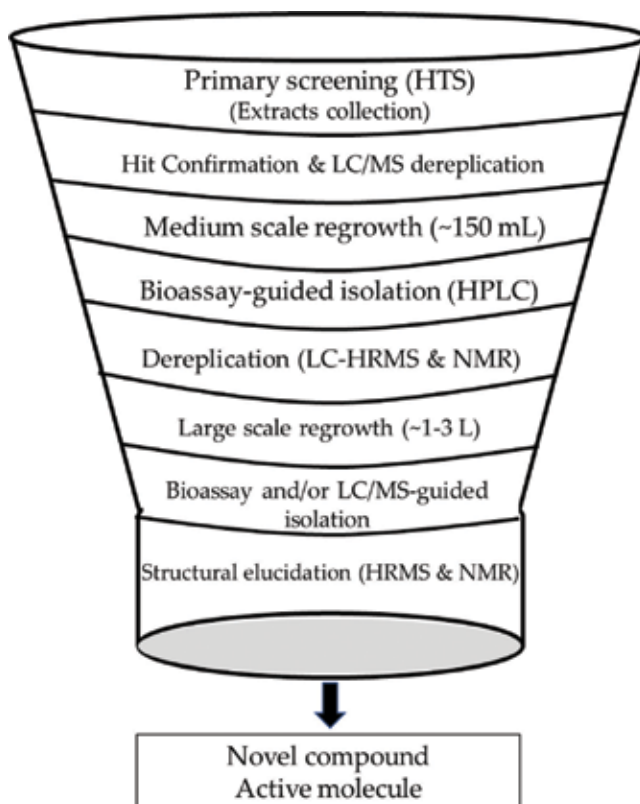 Primary screening (HTS)
(Extracts collection)
Hit Confirmation & LC/MS dereplication
Medium scale regrowth (~150 mL)
Bioassay-guided isolation (HPLC)
Dereplication (LC-HRMS & NMR)
Large scale regrowth (~1-3 L)
Bioassay and/or LC/MS-guided
isolation
Structural elucidation (HRMS & NMR)
Novel compound
Active molecule